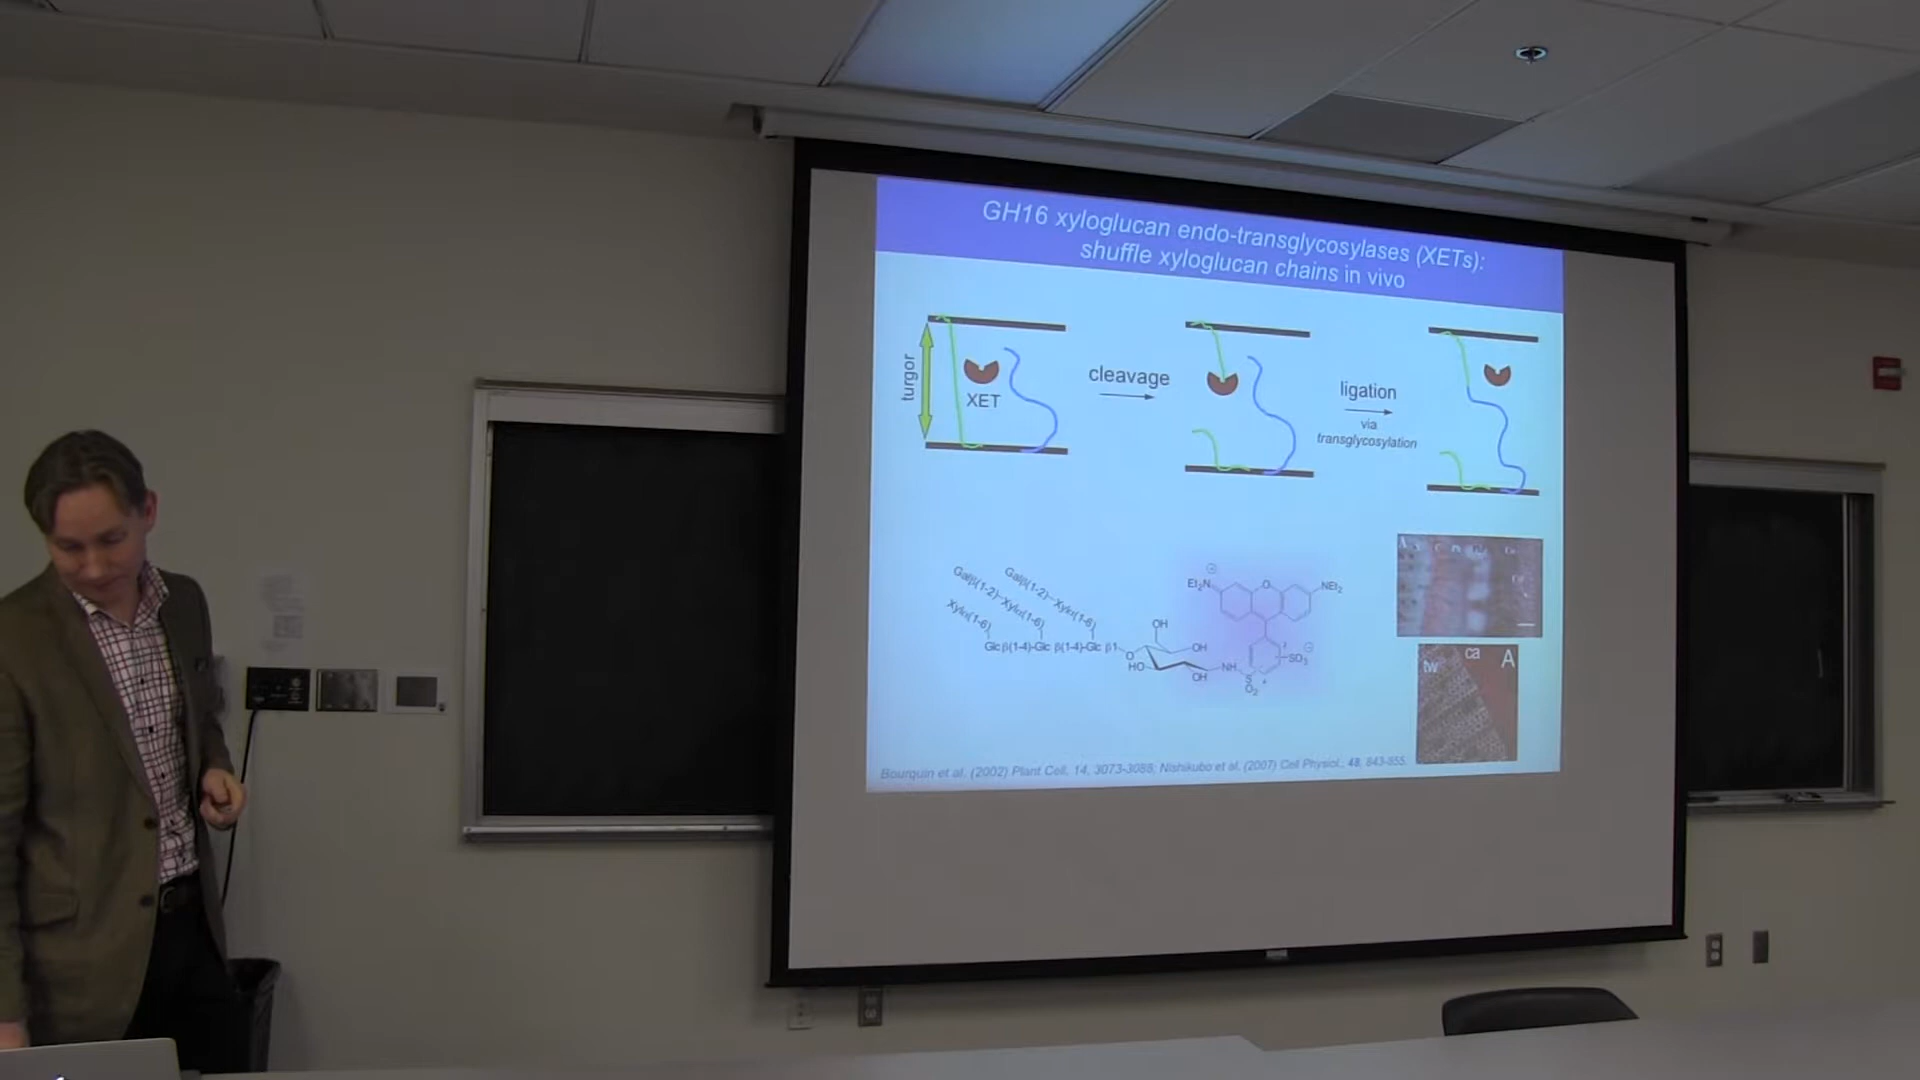 GH16 xyloglucan endo-transglycosylases (XETs):
shuffle xyloglucan chains in vivo
turgor
XET
cleavage
ligation
via
transglycosylation
Galβ(1-2)-Xylα(1-6)
Galβ(1-2)-Xylα(1-6)
Xylα(1-6)
Glcβ(1-4)-Glc β(1-4)-Glc β1
O
OH
OH
HO
OH
NH
S
O2
Et2N
O
NEt2
SO3
A
tw
ca
A
Bourquin et al. (2002) Plant Cell, 14, 3073-3088; Nishikubo et al. (2007) Cell Physiol., 48, 843-855.